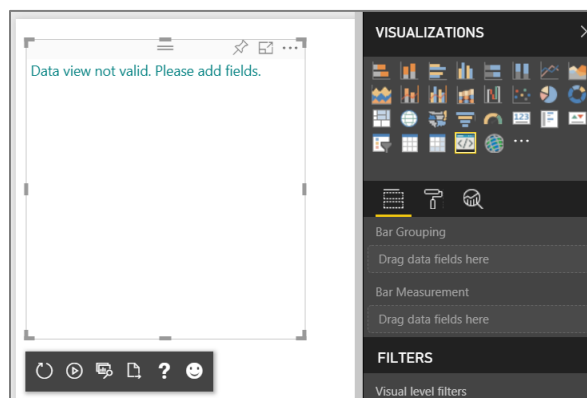 Data view not valid. Please add fields.
VISUALIZATIONS
123
Bar Grouping
Drag data fields here
Bar Measurement
Drag data fields here
FILTERS
Visual level filters